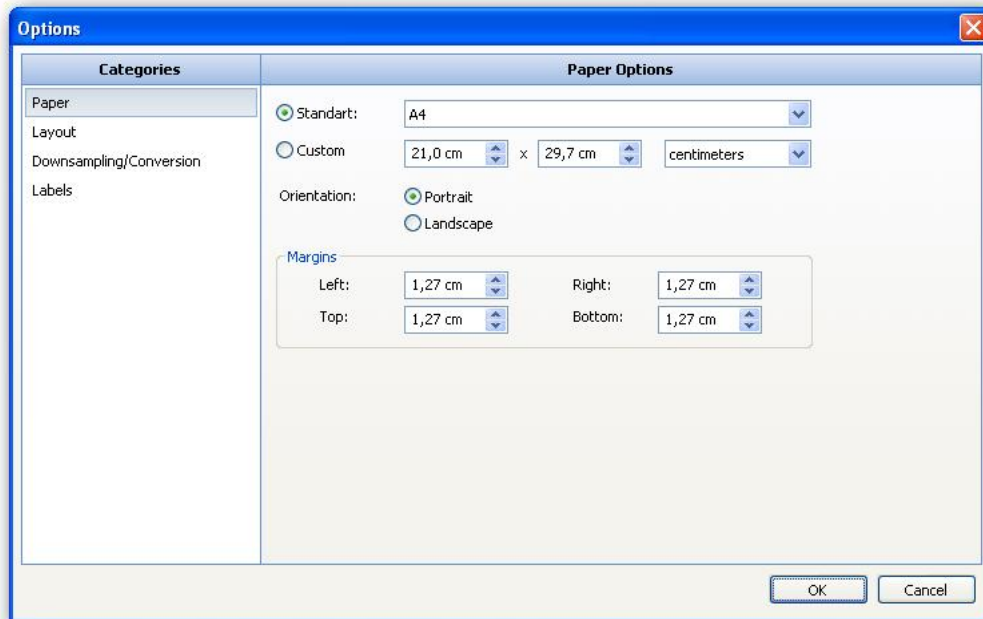 Options
Categories
Paper Options
Paper
Layout
Downsampling/Conversion
Labels
Standart: A4
Custom 21,0 cm x 29,7 cm centimeters
Orientation: Portrait
Landscape
Margins
Left: 1,27 cm Right: 1,27 cm
Top: 1,27 cm Bottom: 1,27 cm
OK Cancel